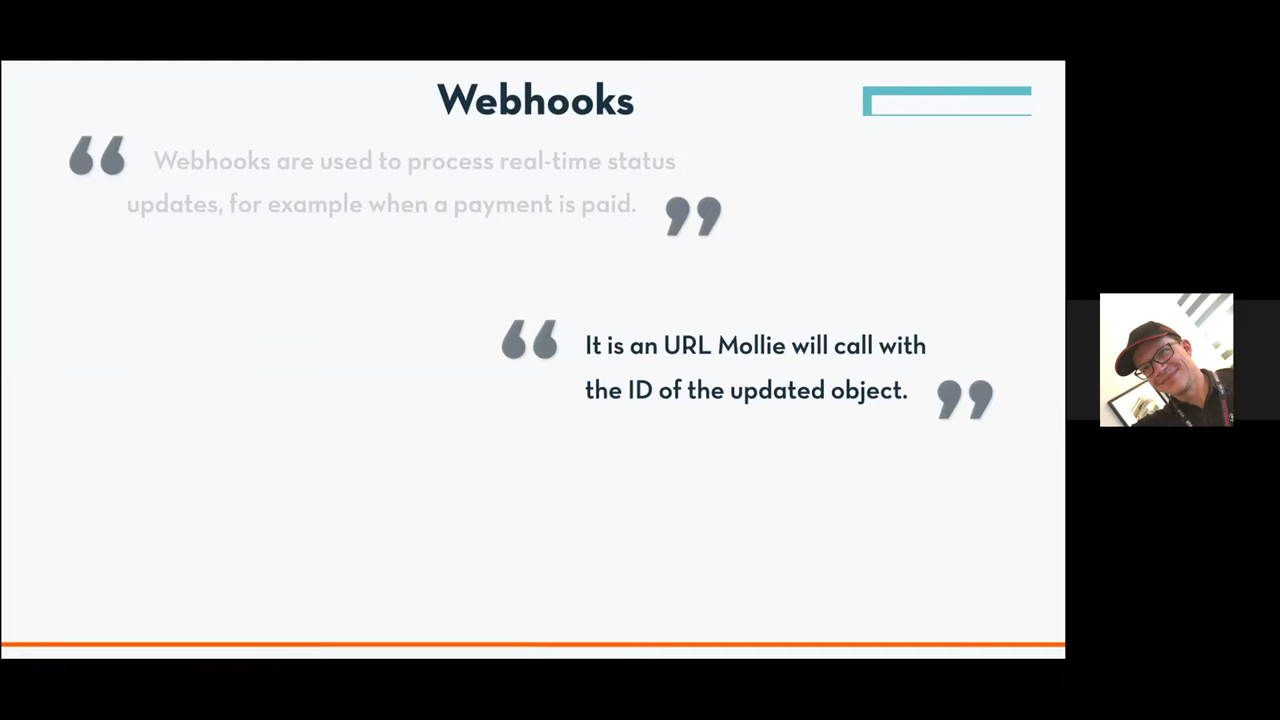 Webhooks
“ Webhooks are used to process real-time status
updates, for example when a payment is paid. ”
“ It is an URL Mollie will call with
the ID of the updated object. ”